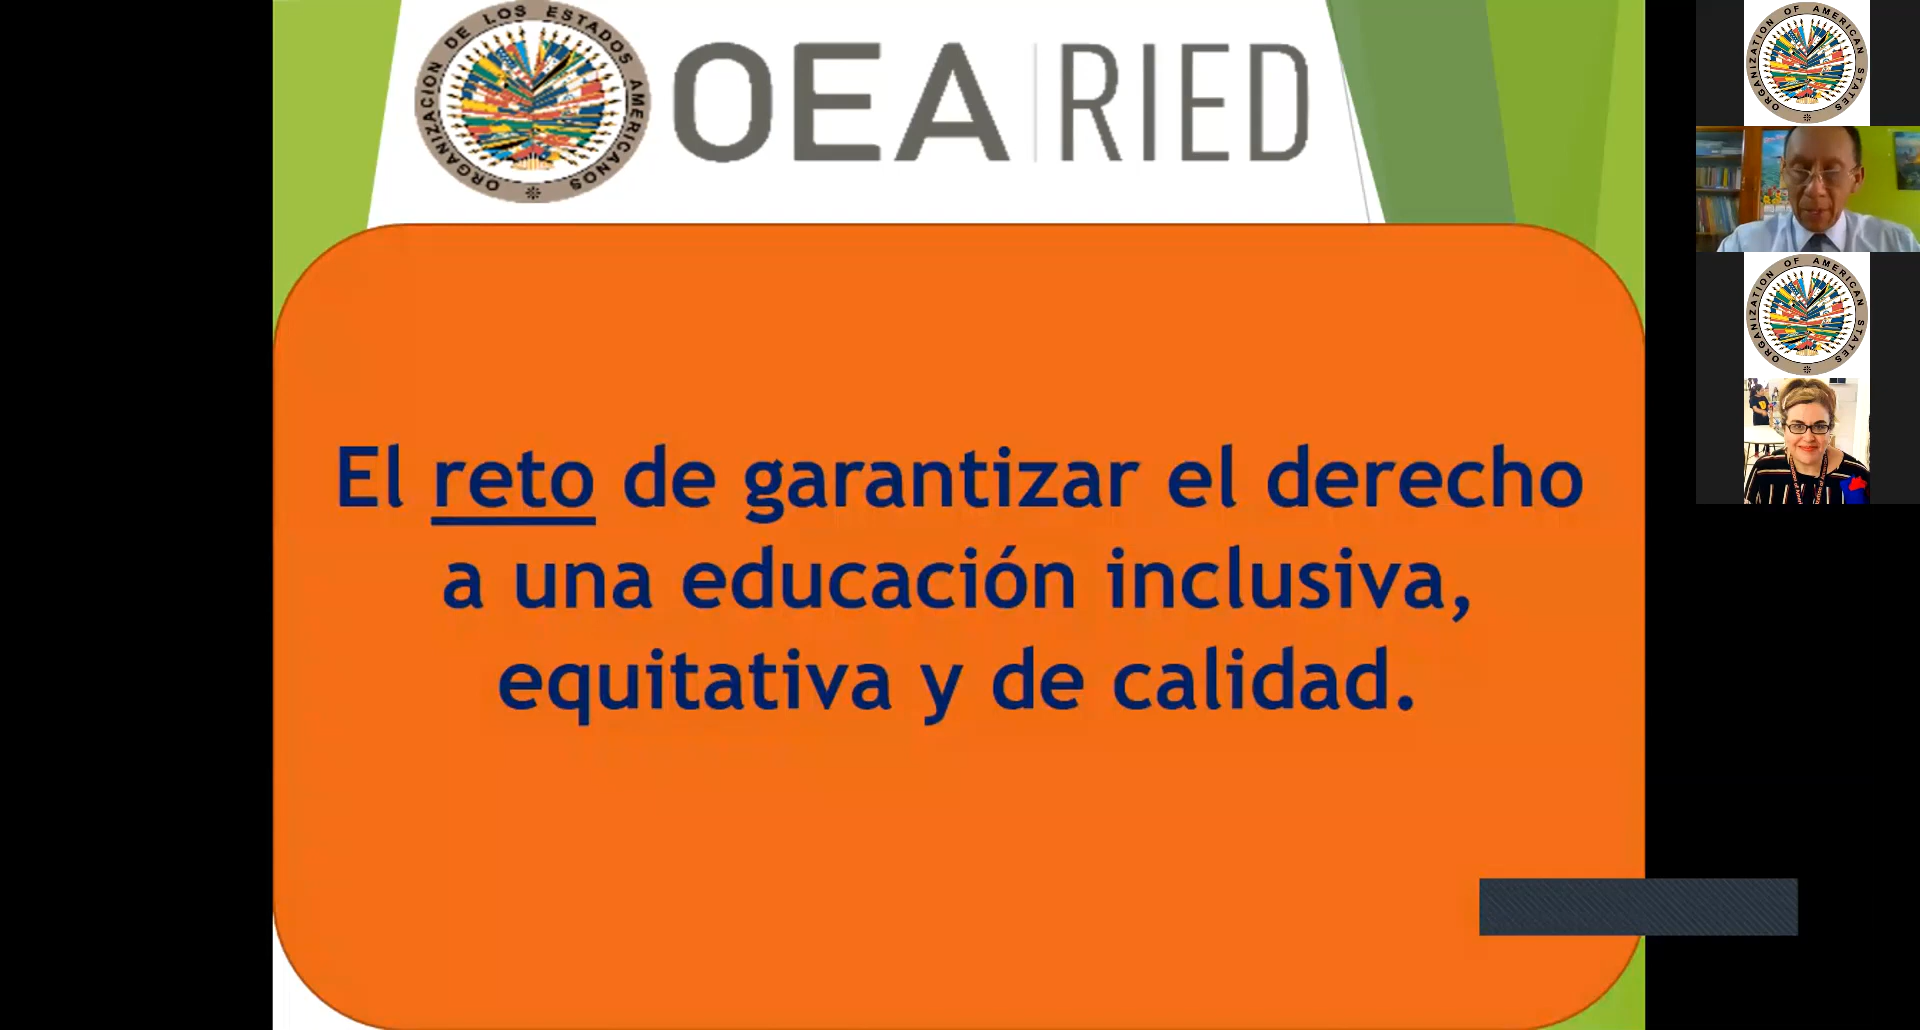 ORGANIZACION DE LOS ESTADOS AMERICANOS
OEA RIED
El reto de garantizar el derecho
a una educación inclusiva,
equitativa y de calidad.
ORGANIZATION OF AMERICAN STATES
ORGANIZATION OF AMERICAN STATES